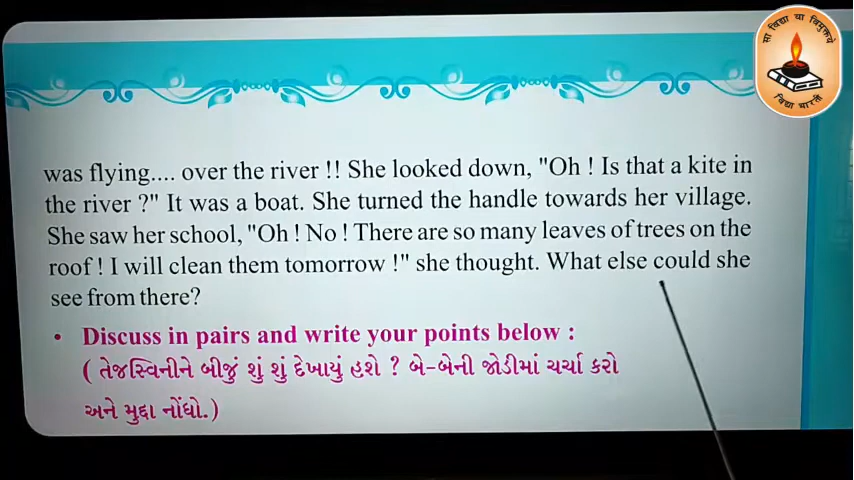 सा विद्या या विमुक्तये
was flying.... over the river !! She looked down, "Oh ! Is that a kite in
the river ?" It was a boat. She turned the handle towards her village.
She saw her school, "Oh ! No ! There are so many leaves of trees on the
roof ! I will clean them tomorrow !" she thought. What else could she
see from there?
• Discuss in pairs and write your points below :
( તેજસ્વિનીને બીજું શું શું દેખાયું હશે ? બે-બેની જોડીમાં ચર્ચા કરો
અને મુદ્દા નોંધો.)